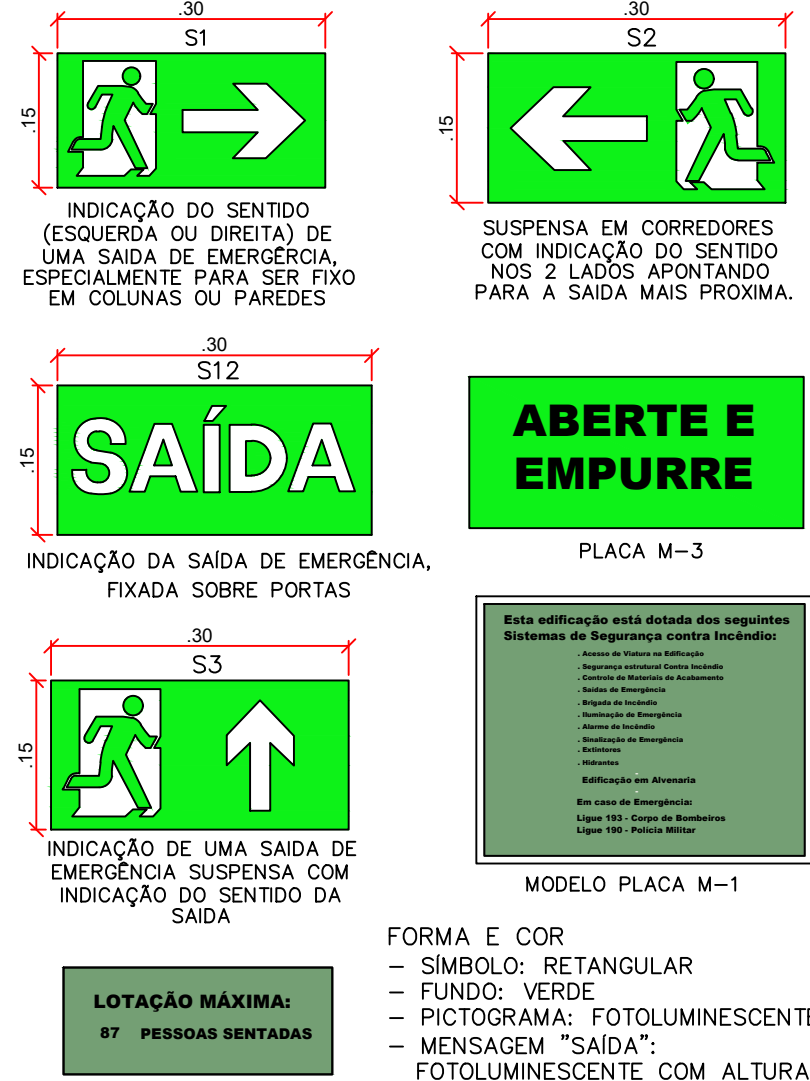 .30
S1
.15
INDICAÇÃO DO SENTIDO
(ESQUERDA OU DIREITA) DE
UMA SAIDA DE EMERGÊRCIA,
ESPECIALMENTE PARA SER FIXO
EM COLUNAS OU PAREDES
.30
S2
.15
SUSPENSA EM CORREDORES
COM INDICAÇÃO DO SENTIDO
NOS 2 LADOS APONTANDO
PARA A SAIDA MAIS PROXIMA.
.30
S12
.15
SAÍDA
INDICAÇÃO DA SAÍDA DE EMERGÊNCIA,
FIXADA SOBRE PORTAS
ABERTE E
EMPURRE
PLACA M-3
.30
S3
.15
INDICAÇÃO DE UMA SAIDA DE
EMERGÊNCIA SUSPENSA COM
INDICAÇÃO DO SENTIDO DA
SAIDA
Esta edificação está dotada dos seguintes
Sistemas de Segurança contra Incêndio:
. Acesso de Viatura na Edificação
. Segurança estrutural Contra Incêndio
. Controle de Materiais de Acabamento
. Saídas de Emergência
. Brigada de Incêndio
. Iluminação de Emergência
. Alarme de Incêndio
. Sinalização de Emergência
. Extintores
. Hidrantes
Edificação em Alvenaria
Em caso de Emergência:
Ligue 193 - Corpo de Bombeiros
Ligue 190 - Polícia Militar
MODELO PLACA M-1
LOTAÇÃO MÁXIMA:
87 PESSOAS SENTADAS
FORMA E COR
- SÍMBOLO: RETANGULAR
- FUNDO: VERDE
- PICTOGRAMA: FOTOLUMINESCENTE
- MENSAGEM "SAÍDA":
FOTOLUMINESCENTE COM ALTURA